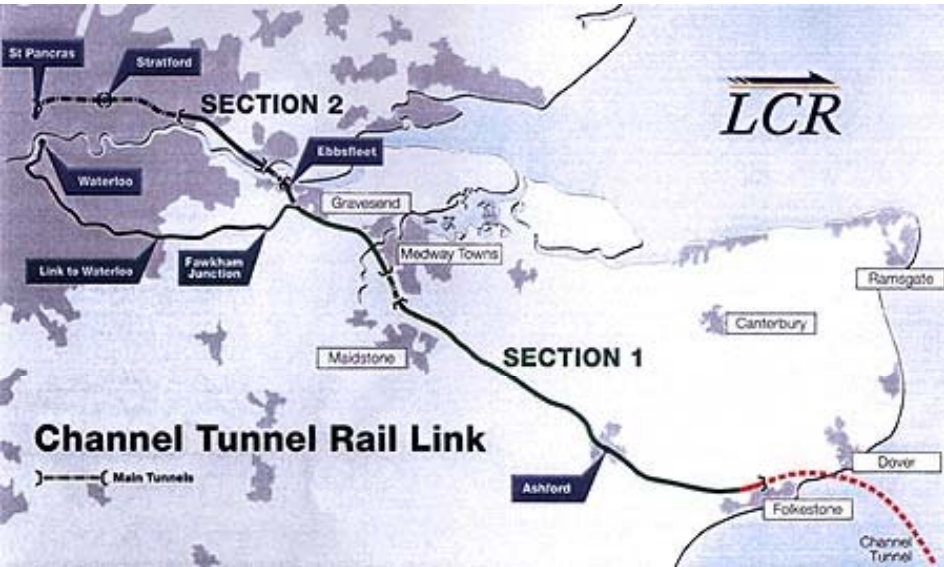 St Pancras
Stratford
SECTION 2
LCR
Ebbsfleet
Waterloo
Gravesend
Medway Towns
Link to Waterloo
Fawkham
Junction
Ramsgate
Canterbury
Maidstone
SECTION 1
Channel Tunnel Rail Link
Main Tunnels
Ashford
Dover
Folkestone
Channel
Tunnel